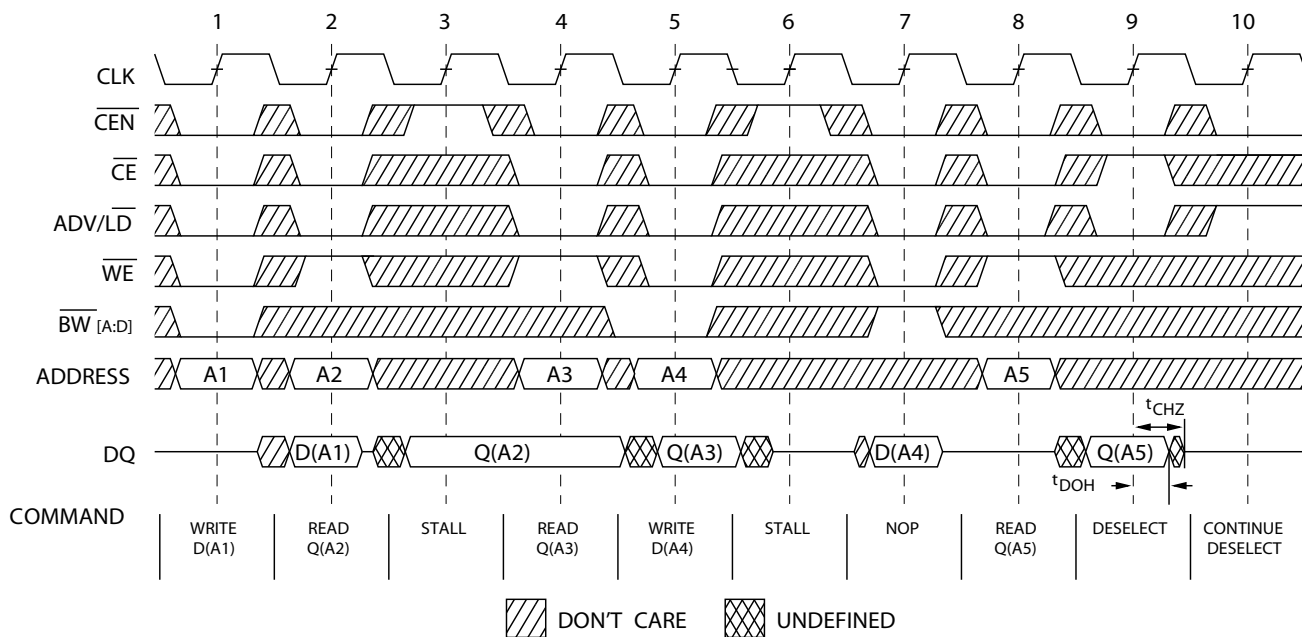 1 2 3 4 5 6 7 8 9 10
CLK
CEN
CE
ADV/LD
WE
BW [A:D]
ADDRESS A1 A2 A3 A4 A5
tCHZ
DQ D(A1) Q(A2) Q(A3) D(A4) Q(A5)
tDOH
COMMAND
WRITE READ STALL READ WRITE STALL NOP READ DESELECT CONTINUE
D(A1) Q(A2) Q(A3) D(A4) Q(A5) DESELECT
DON'T CARE UNDEFINED